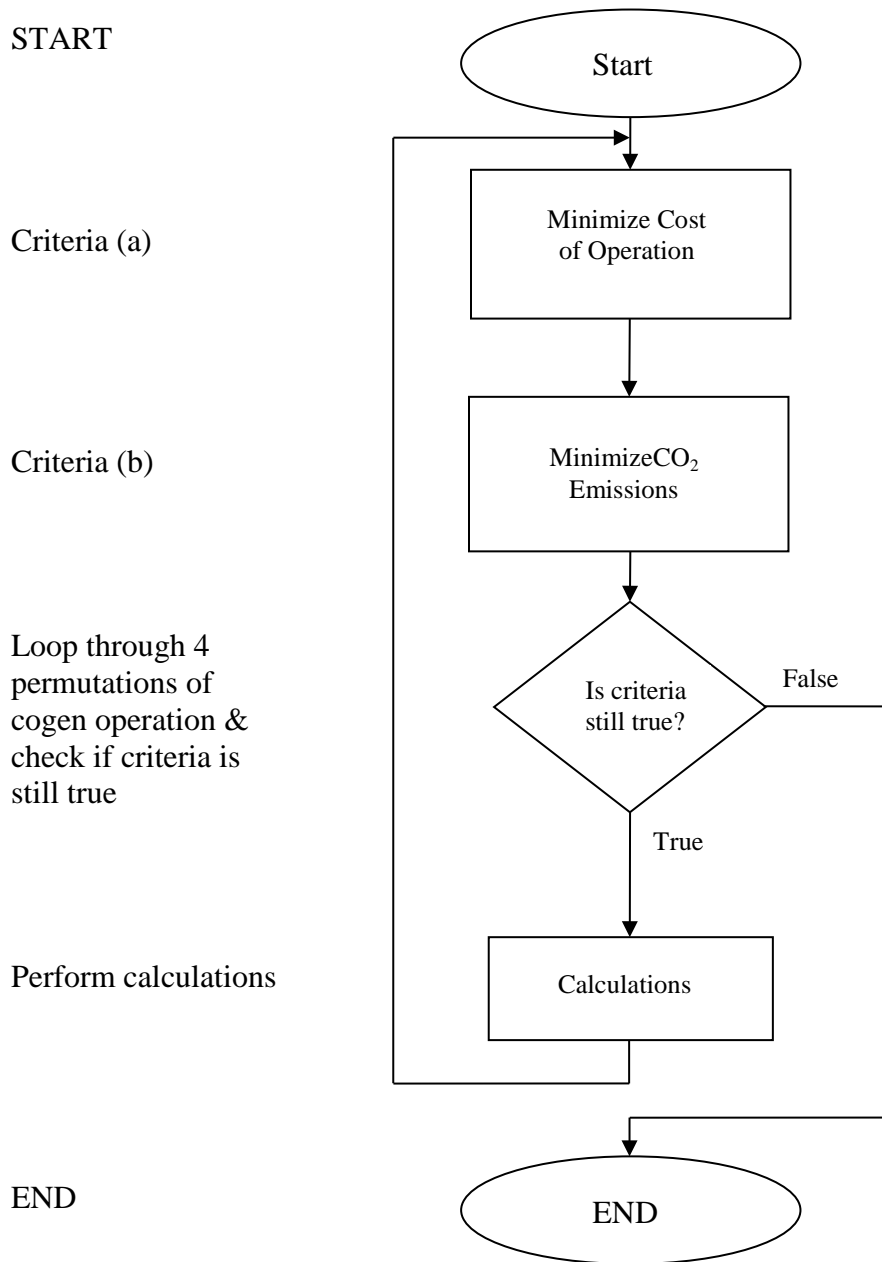 START
Start
Criteria (a)
Minimize Cost
of Operation
Criteria (b)
MinimizeCO₂
Emissions
Loop through 4
permutations of
cogen operation &
check if criteria is
still true
Is criteria
still true?
False
True
Perform calculations
Calculations
END
END